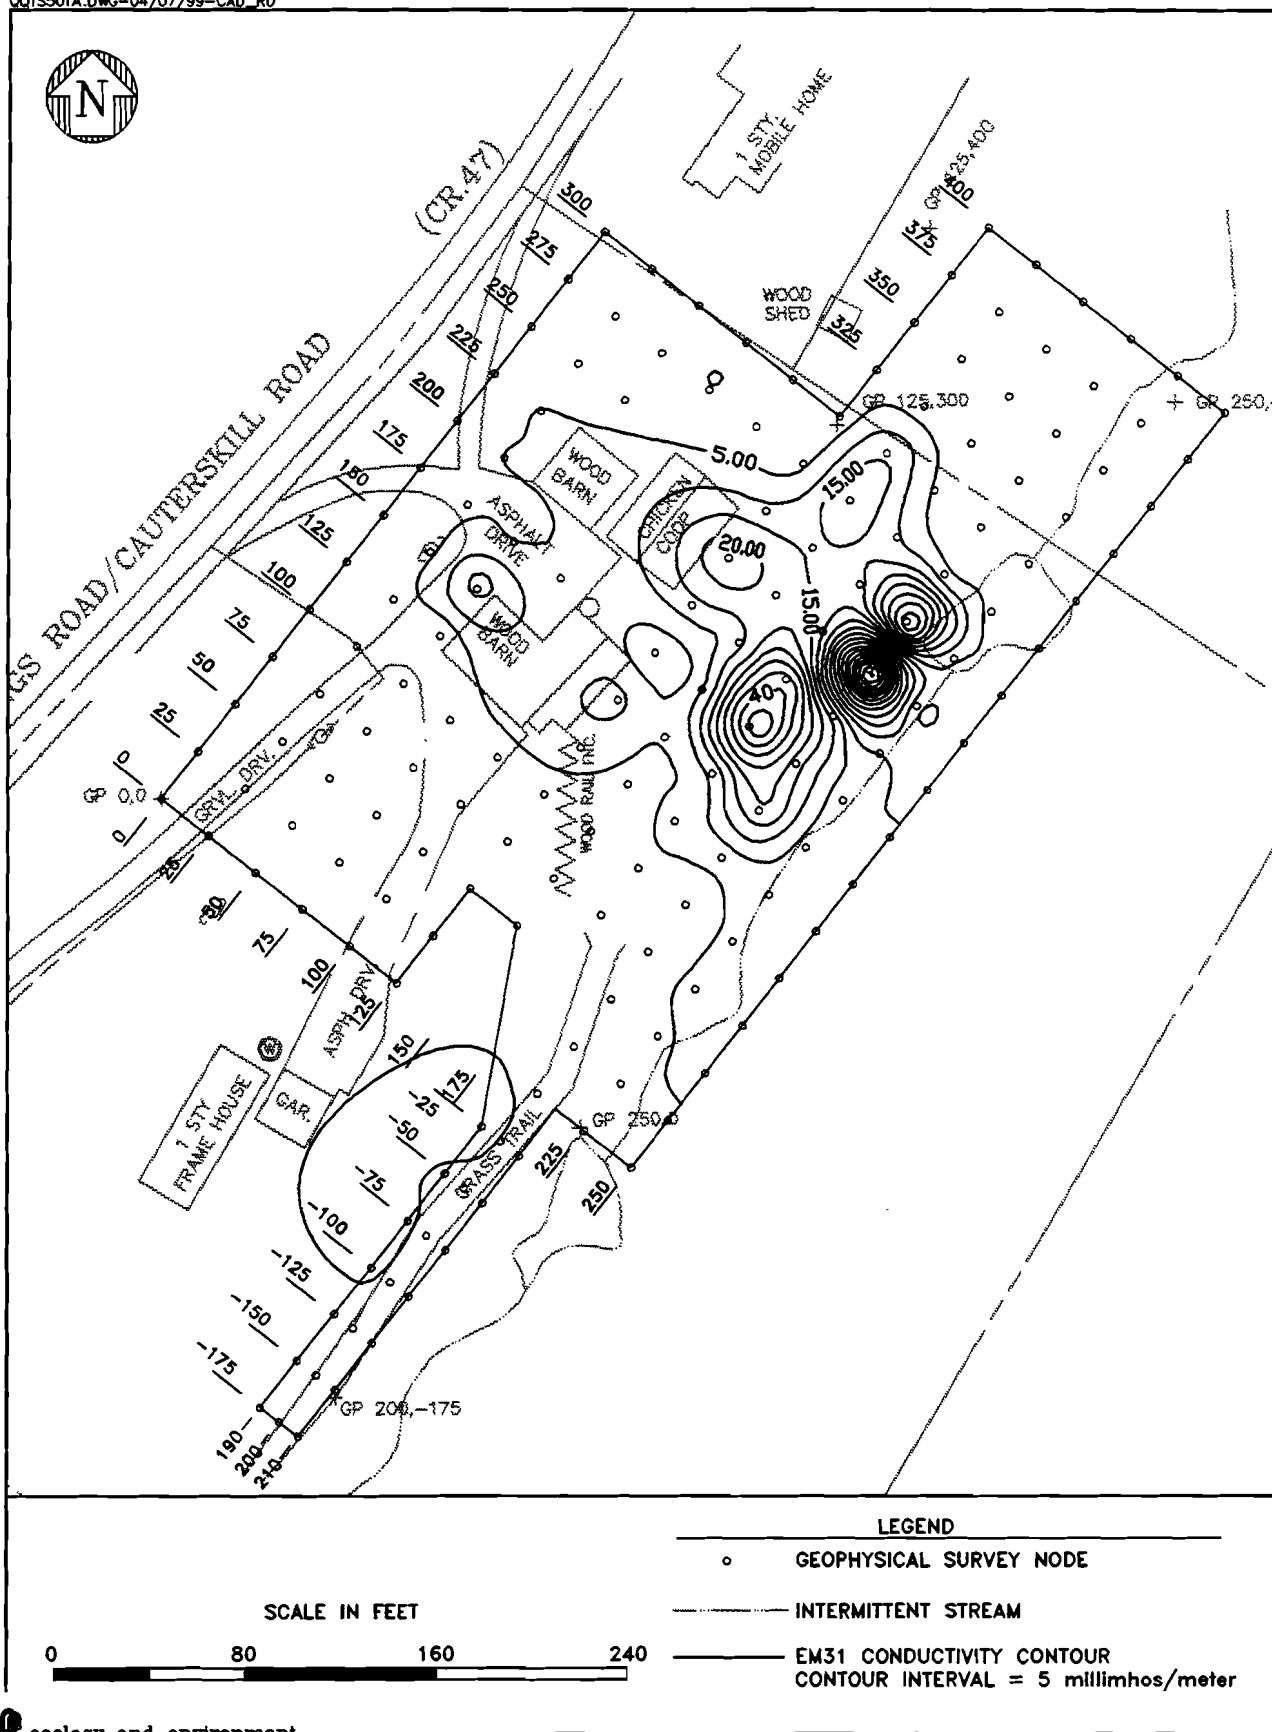 QQ1S501A.DWG-04/07/99-CAD_RO
N
(CR.47)
GS ROAD/CAUTERSKILL ROAD
1 STY.
MOBILE HOME
GP 125,400
400
375
350
325
WOOD
SHED
300
275
250
225
200
175
150
125
100
75
50
25
0
GP 125,300
GP 250,
5.00
15.00
20.00
15.00
40
WOOD
BARN
CHICKEN
COOP
ASPHALT
DRIVE
WOOD
BARN
WOOD RAIL FNC.
GP 0,0
GRVL. DRV.
0
25
50
75
100
125
150
175
ASPH. DRV.
1 STY
FRAME HOUSE
GAR.
-25
-50
-75
-100
-125
-150
-175
GRASS TRAIL
GP 250,0
225
250
GP 200,-175
190
200
210
LEGEND
GEOPHYSICAL SURVEY NODE
INTERMITTENT STREAM
EM31 CONDUCTIVITY CONTOUR
CONTOUR INTERVAL = 5 millimhos/meter
SCALE IN FEET
0 80 160 240
ecology and environment